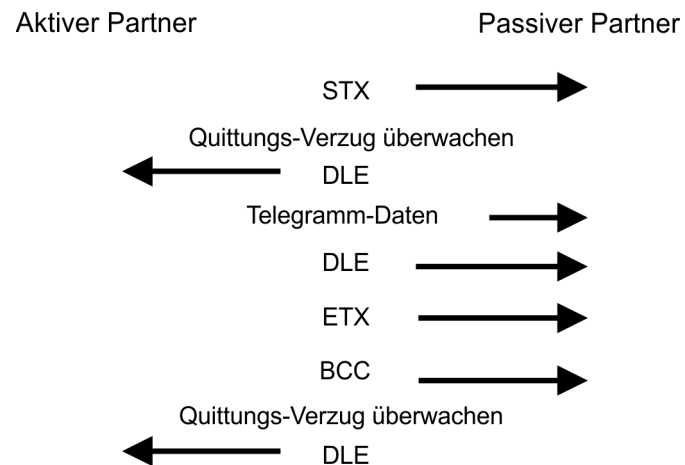 Aktiver Partner Passiver Partner
STX
Quittungs-Verzug überwachen
DLE
Telegramm-Daten
DLE
ETX
BCC
Quittungs-Verzug überwachen
DLE